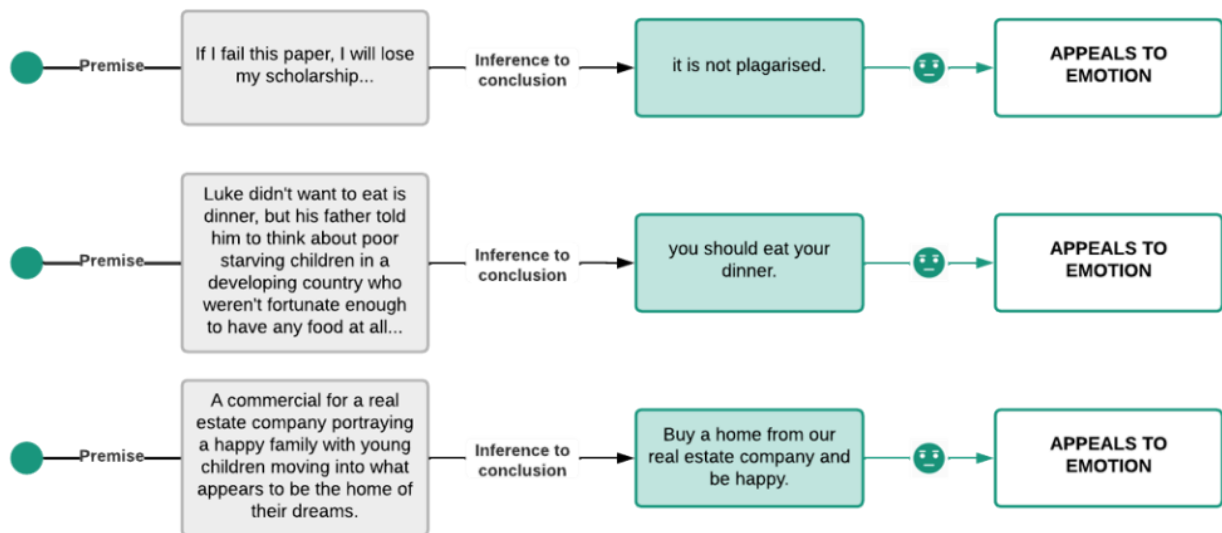 Premise
If I fail this paper, I will lose
my scholarship...
Inference to
conclusion
it is not plagarised.
APPEALS TO
EMOTION
Premise
Luke didn't want to eat is
dinner, but his father told
him to think about poor
starving children in a
developing country who
weren't fortunate enough
to have any food at all...
Inference to
conclusion
you should eat your
dinner.
APPEALS TO
EMOTION
Premise
A commercial for a real
estate company portraying
a happy family with young
children moving into what
appears to be the home of
their dreams.
Inference to
conclusion
Buy a home from our
real estate company and
be happy.
APPEALS TO
EMOTION